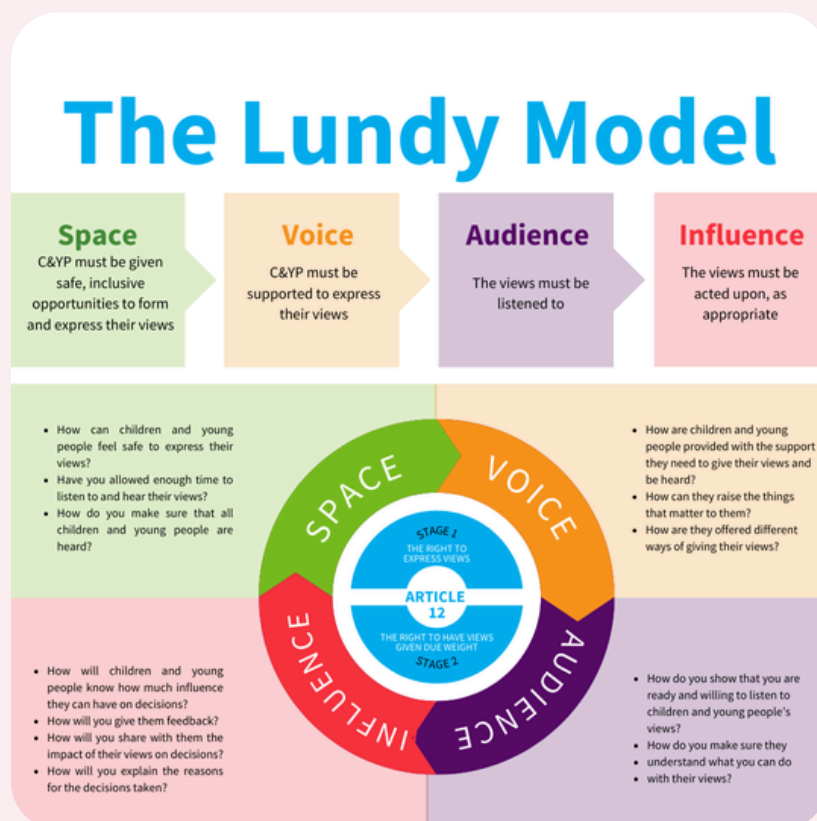 The Lundy Model
Space
C&YP must be given
safe, inclusive
opportunities to form
and express their views
Voice
C&YP must be
supported to express
their views
Audience
The views must be
listened to
Influence
The views must be
acted upon, as
appropriate
• How can children and young
people feel safe to express their
views?
• Have you allowed enough time to
listen to and hear their views?
• How do you make sure that all
children and young people are
heard?
• How are children and young
people provided with the support
they need to give their views and
be heard?
• How can they raise the things
that matter to them?
• How are they offered different
ways of giving their views?
SPACE
VOICE
AUDIENCE
INFLUENCE
STAGE 1
THE RIGHT TO
EXPRESS VIEWS
ARTICLE
12
THE RIGHT TO HAVE VIEWS
GIVEN DUE WEIGHT
STAGE 2
• How will children and young
people know how much influence
they can have on decisions?
• How will you give them feedback?
• How will you share with them the
impact of their views on decisions?
• How will you explain the reasons
for the decisions taken?
• How do you show that you are
ready and willing to listen to
children and young people's
views?
• How do you make sure they
• understand what you can do
• with their views?